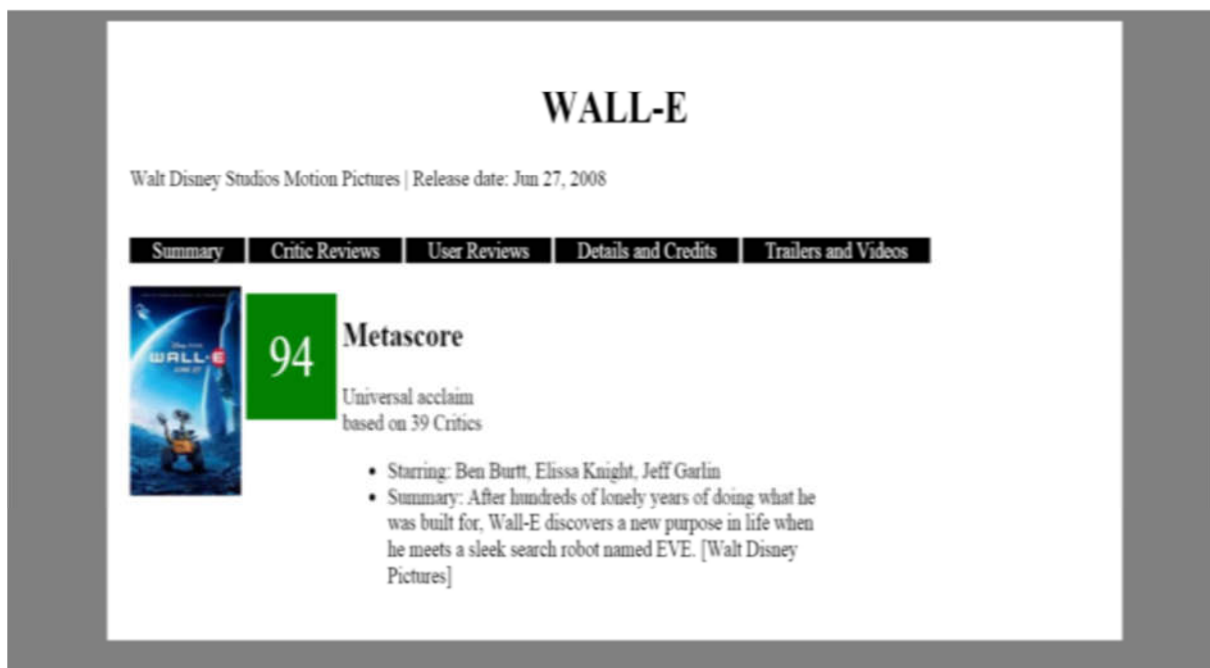 WALL-E
Walt Disney Studios Motion Pictures | Release date: Jun 27, 2008
Summary Critic Reviews User Reviews Details and Credits Trailers and Videos
WALL-E
JUNE 27
94
Metascore
Universal acclaim
based on 39 Critics
• Starring: Ben Burtt, Elissa Knight, Jeff Garlin
• Summary: After hundreds of lonely years of doing what he
was built for, Wall-E discovers a new purpose in life when
he meets a sleek search robot named EVE. [Walt Disney
Pictures]